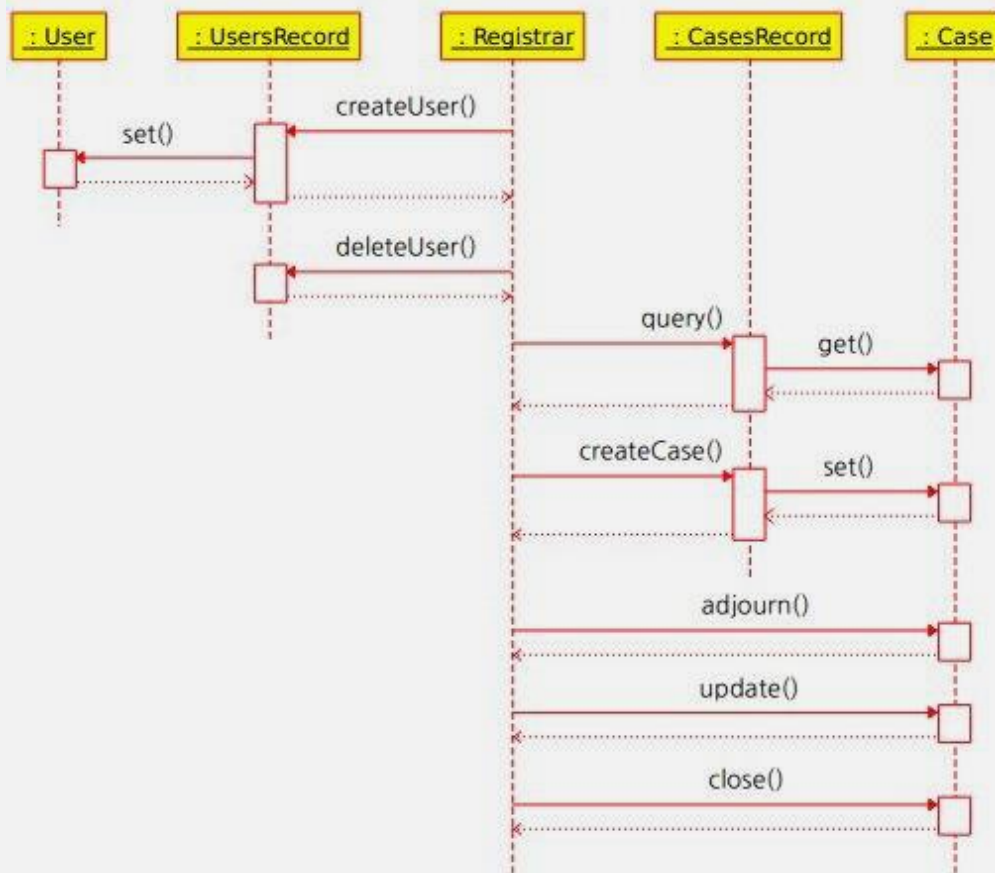 : User
: UsersRecord
: Registrar
: CasesRecord
: Case
createUser()
set()
deleteUser()
query()
get()
createCase()
set()
adjourn()
update()
close()